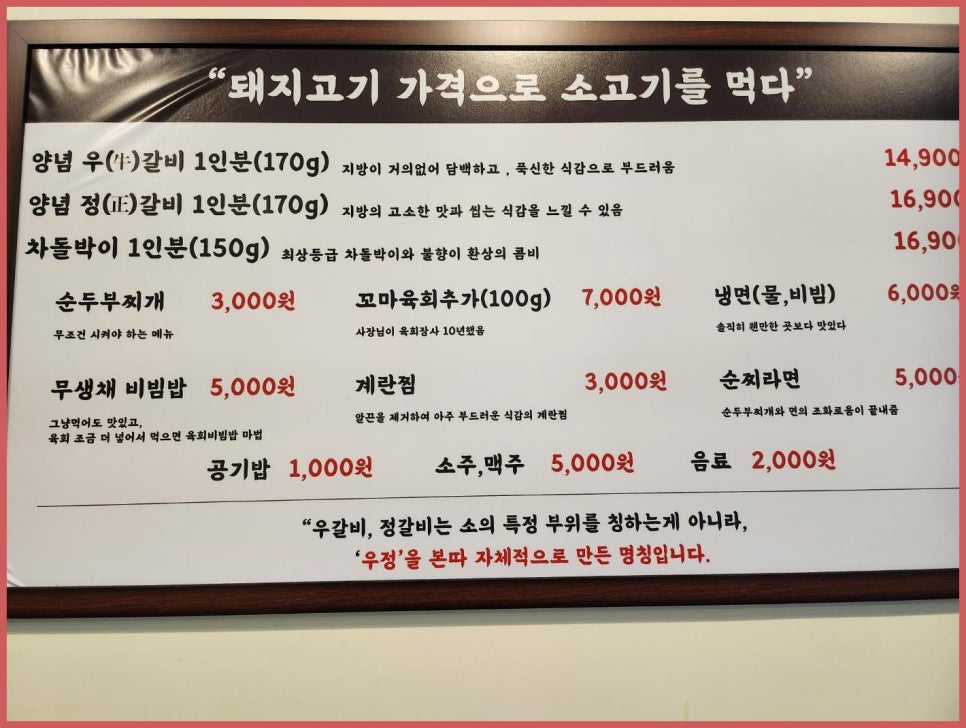 “돼지고기 가격으로 소고기를 먹다”
양념 우(牛)갈비 1인분(170g) 지방이 거의없어 담백하고 , 푹신한 식감으로 부드러움 14,900
양념 정(正)갈비 1인분(170g) 지방의 고소한 맛과 씹는 식감을 느낄 수 있음 16,900
차돌박이 1인분(150g) 최상등급 차돌박이와 불향이 환상의 콤비 16,900
순두부찌개 3,000원 꼬마육회추가(100g) 7,000원 냉면(물,비빔) 6,000원
무조건 시켜야 하는 메뉴 사장님이 육회장사 10년했음 솔직히 웬만한 곳보다 맛있다
무생채 비빔밥 5,000원 계란찜 3,000원 순찌라면 5,000
그냥먹어도 맛있고, 알끈을 제거하여 아주 부드러운 식감의 계란찜 순두부찌개와 면의 조화로움이 끝내줌
육회 조금 더 넣어서 먹으면 육회비빔밥 마법
공기밥 1,000원 소주,맥주 5,000원 음료 2,000원
“우갈비, 정갈비는 소의 특정 부위를 칭하는게 아니라,
‘우정’을 본따 자체적으로 만든 명칭입니다.